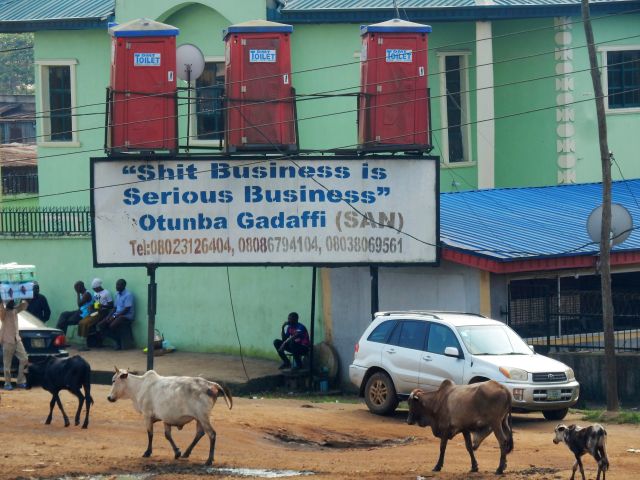 TOILET
TOILET
TOILET
"Shit Business is
Serious Business"
Otunba Gadaffi (SAN)
Tel:08023126404, 08086794104, 08038069561